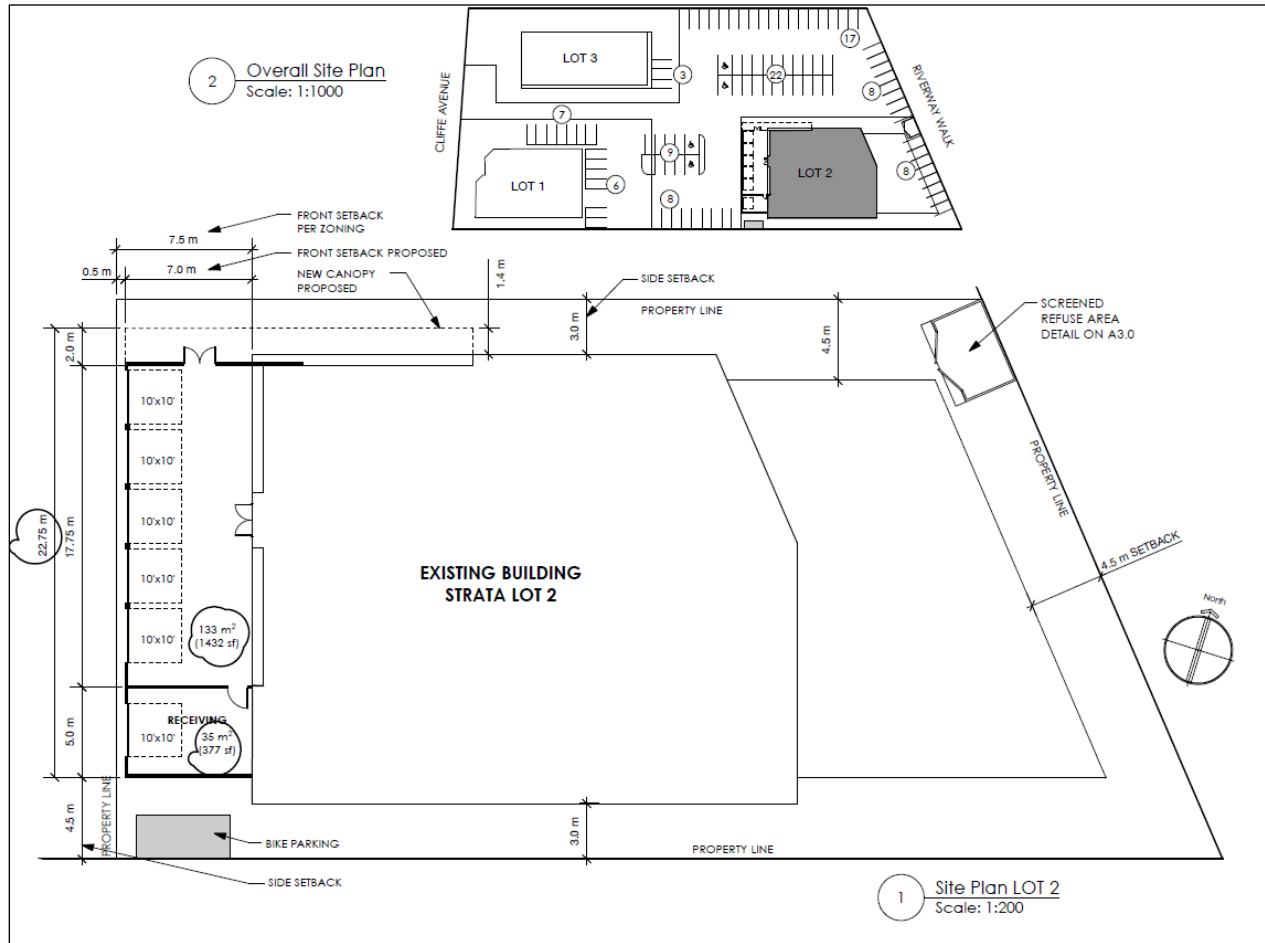 2
Overall Site Plan
Scale: 1:1000
CLIFFE AVENUE
LOT 3
3
17
22
8
RIVERWAY WALK
7
9
LOT 1
6
8
LOT 2
8
FRONT SETBACK
PER ZONING
7.5 m
FRONT SETBACK PROPOSED
0.5 m
7.0 m
NEW CANOPY
PROPOSED
1.4 m
SIDE SETBACK
PROPERTY LINE
3.0 m
4.5 m
SCREENED
REFUSE AREA
DETAIL ON A3.0
2.0 m
22.75 m
17.75 m
5.0 m
4.5 m
10'x10'
10'x10'
10'x10'
10'x10'
10'x10'
133 m²
(1432 sf)
EXISTING BUILDING
STRATA LOT 2
PROPERTY LINE
4.5 m SETBACK
North
RECEIVING
10'x10'
35 m²
(377 sf)
PROPERTY LINE
BIKE PARKING
3.0 m
PROPERTY LINE
SIDE SETBACK
1
Site Plan LOT 2
Scale: 1:200